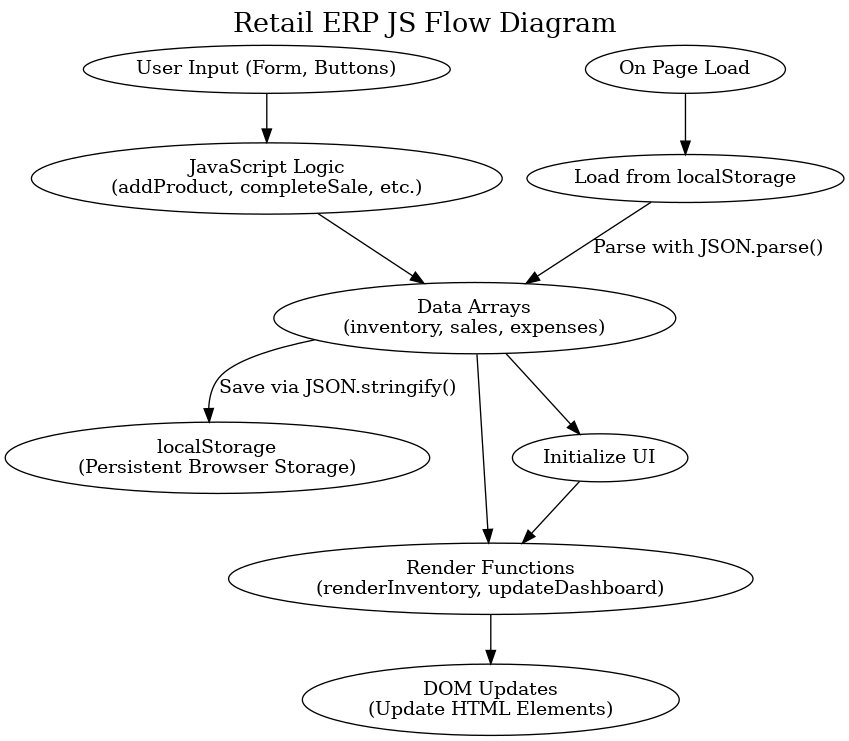 Retail ERP JS Flow Diagram
User Input (Form, Buttons)
On Page Load
JavaScript Logic
(addProduct, completeSale, etc.)
Load from localStorage
Parse with JSON.parse()
Data Arrays
(inventory, sales, expenses)
Save via JSON.stringify()
localStorage
(Persistent Browser Storage)
Initialize UI
Render Functions
(renderInventory, updateDashboard)
DOM Updates
(Update HTML Elements)